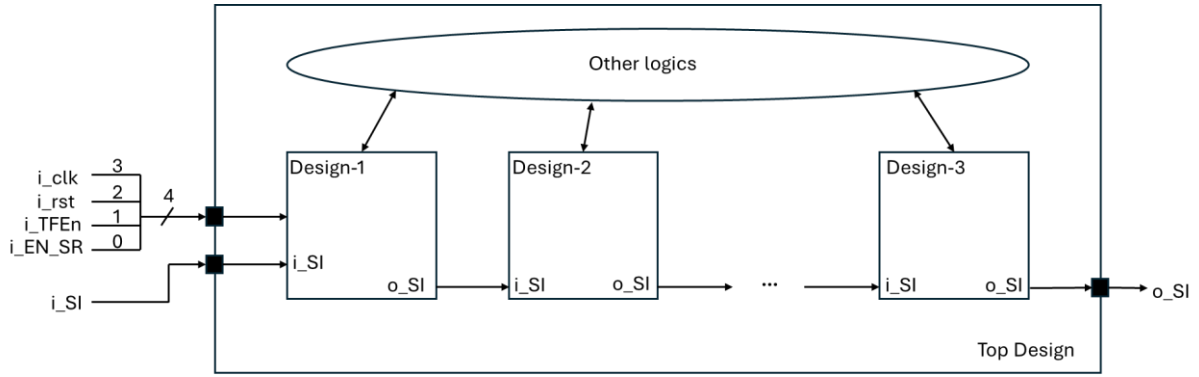 Other logics
Design-1
Design-2
Design-3
i_clk 3
i_rst 2
i_TFEn 1
i_EN_SR 0
4
i_SI
i_SI
o_SI
i_SI
o_SI
...
i_SI
o_SI
o_SI
Top Design